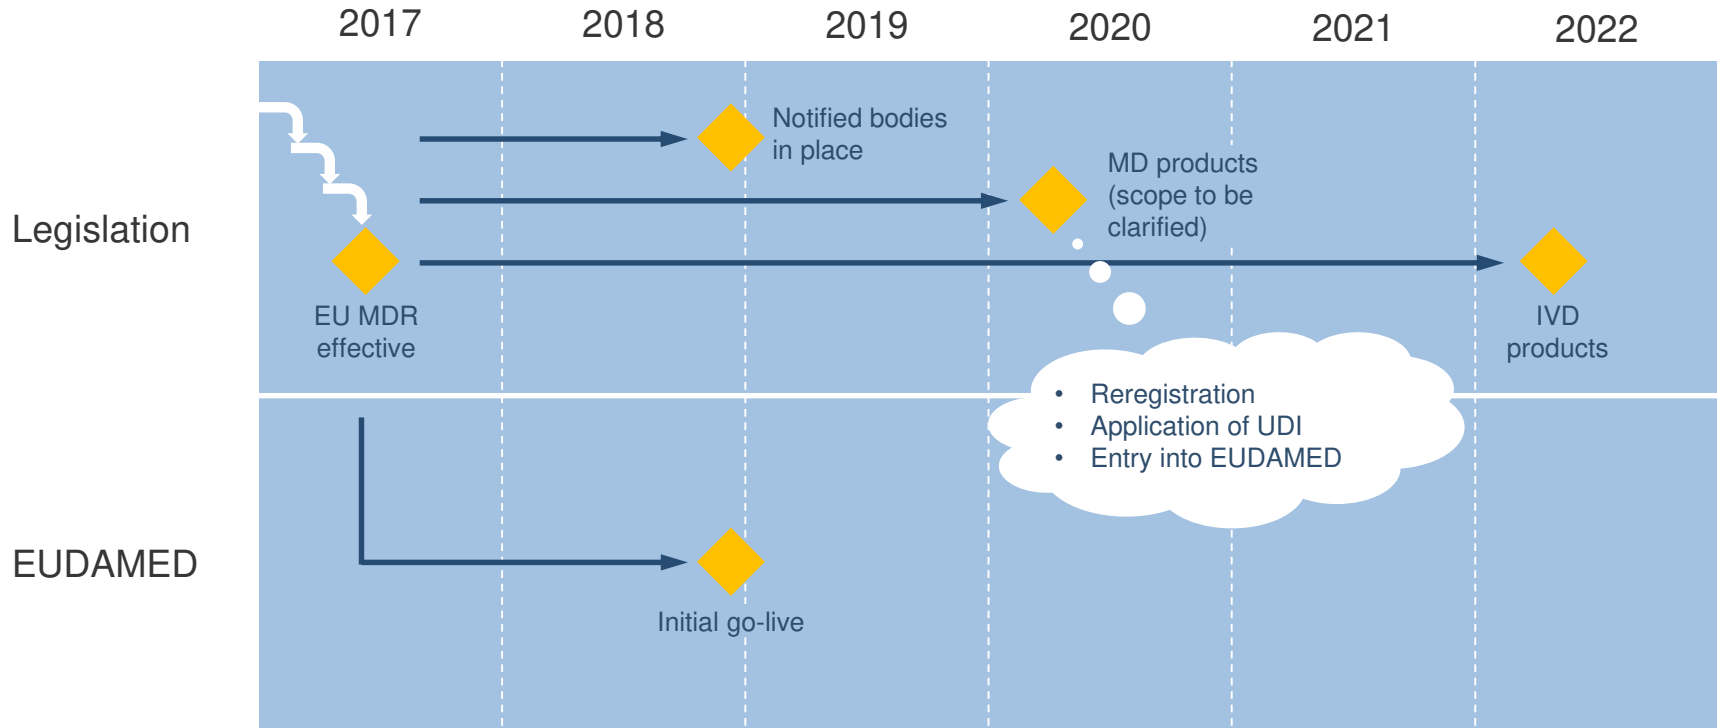 2017 2018 2019 2020 2021 2022
Legislation
Notified bodies
in place
MD products
(scope to be
clarified)
EU MDR
effective
IVD
products
• Reregistration
• Application of UDI
• Entry into EUDAMED
EUDAMED
Initial go-live